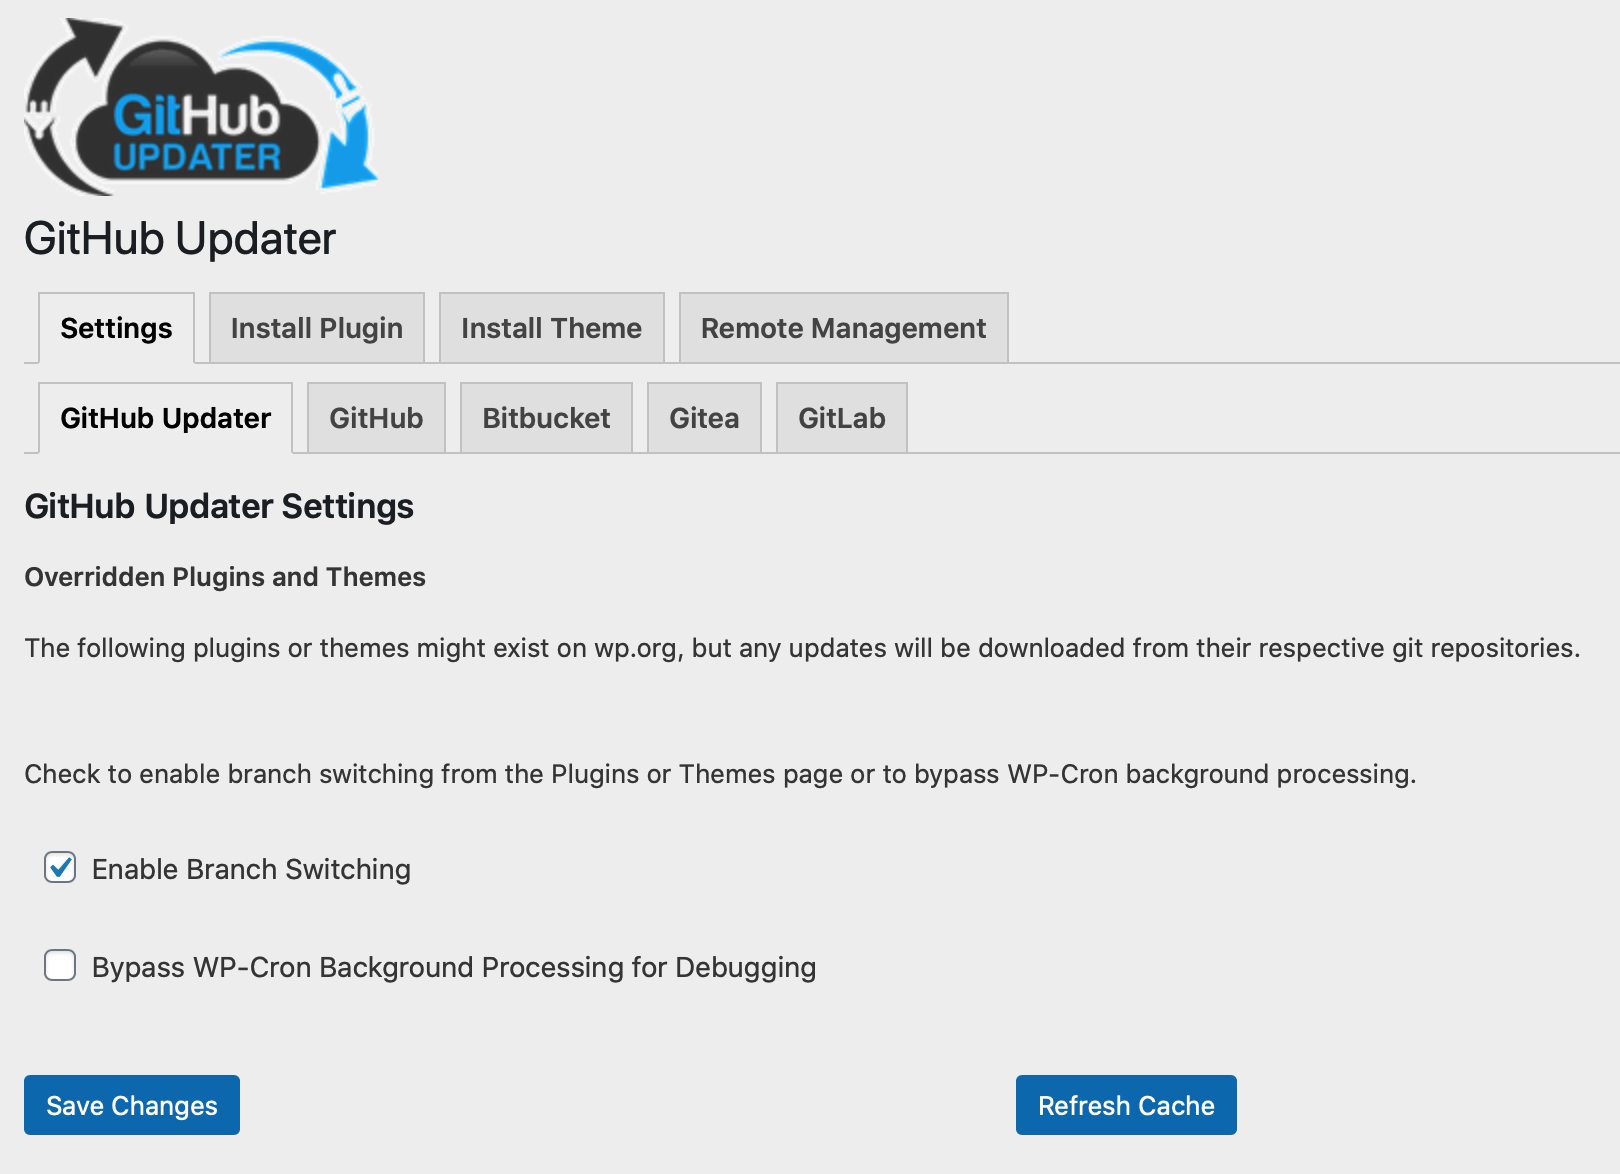 GitHub
UPDATER
GitHub Updater
Settings Install Plugin Install Theme Remote Management
GitHub Updater GitHub Bitbucket Gitea GitLab
GitHub Updater Settings
Overridden Plugins and Themes
The following plugins or themes might exist on wp.org, but any updates will be downloaded from their respective git repositories.
Check to enable branch switching from the Plugins or Themes page or to bypass WP-Cron background processing.
Enable Branch Switching
Bypass WP-Cron Background Processing for Debugging
Save Changes Refresh Cache